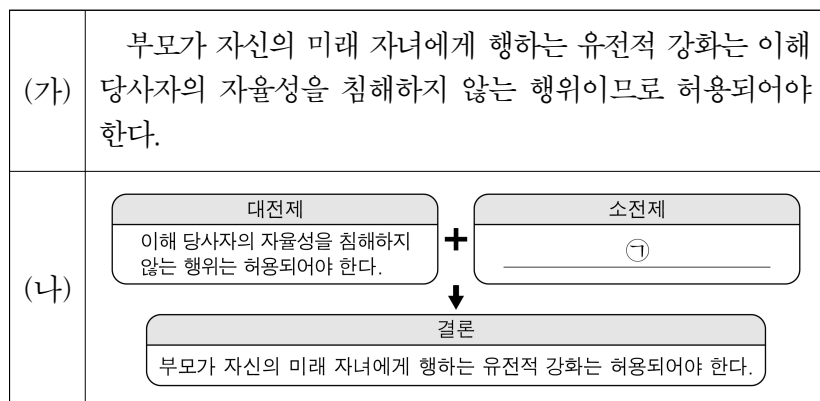 (가)
부모가 자신의 미래 자녀에게 행하는 유전적 강화는 이해
당사자의 자율성을 침해하지 않는 행위이므로 허용되어야
한다.
(나)
대전제
이해 당사자의 자율성을 침해하지
않는 행위는 허용되어야 한다.
+
소전제
㉠
결론
부모가 자신의 미래 자녀에게 행하는 유전적 강화는 허용되어야 한다.